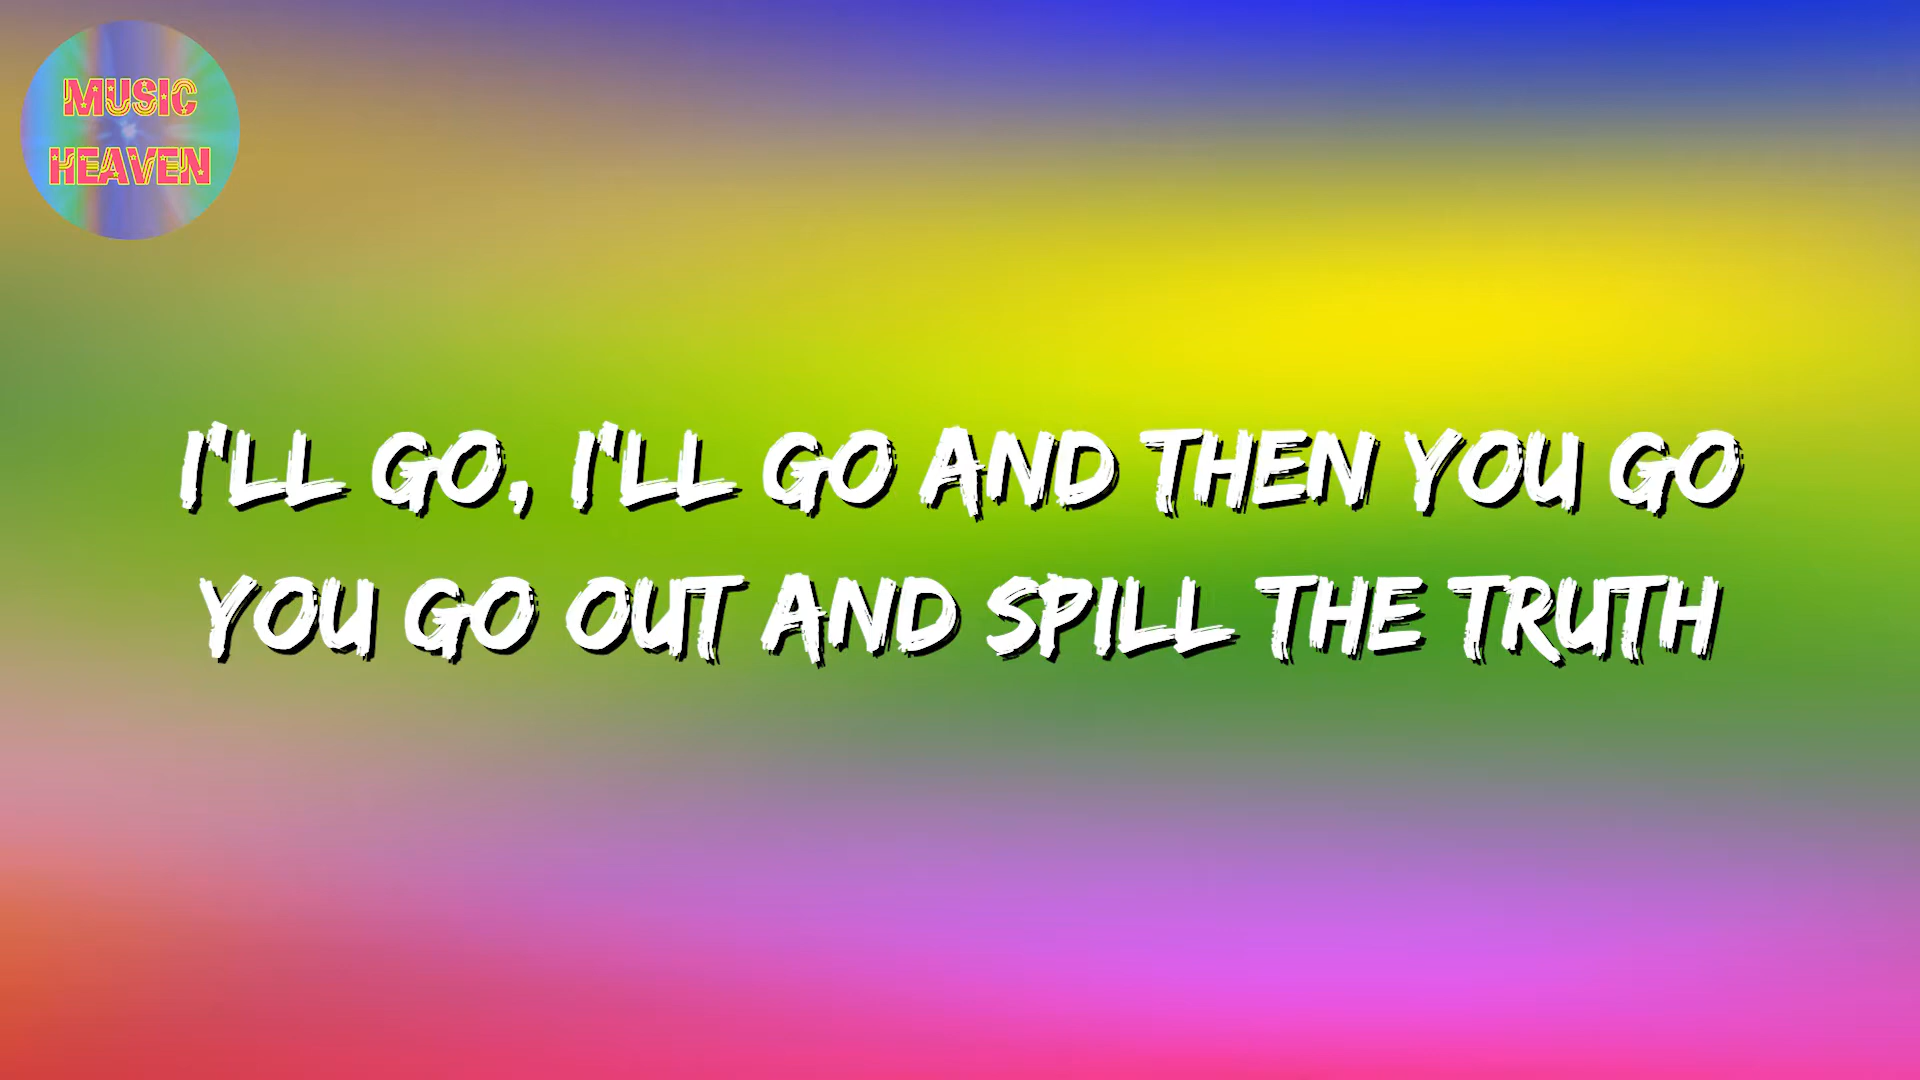 MUSIC
HEAVEN
I'LL GO, I'LL GO AND THEN YOU GO
YOU GO OUT AND SPILL THE TRUTH